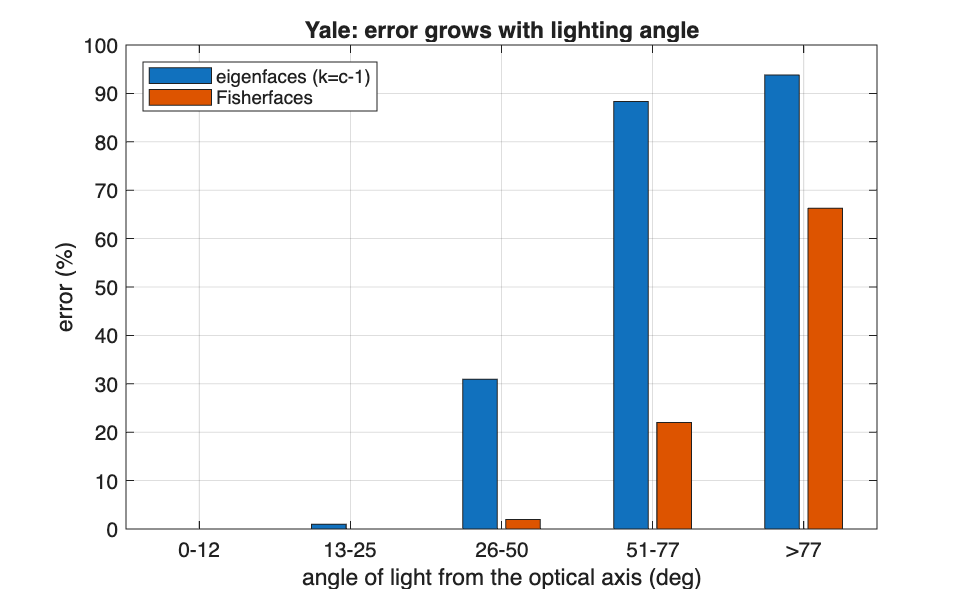 Yale: error grows with lighting angle
eigenfaces (k=c-1)
Fisherfaces
error (%)
100
90
80
70
60
50
40
30
20
10
0
0-12 13-25 26-50 51-77 >77
angle of light from the optical axis (deg)